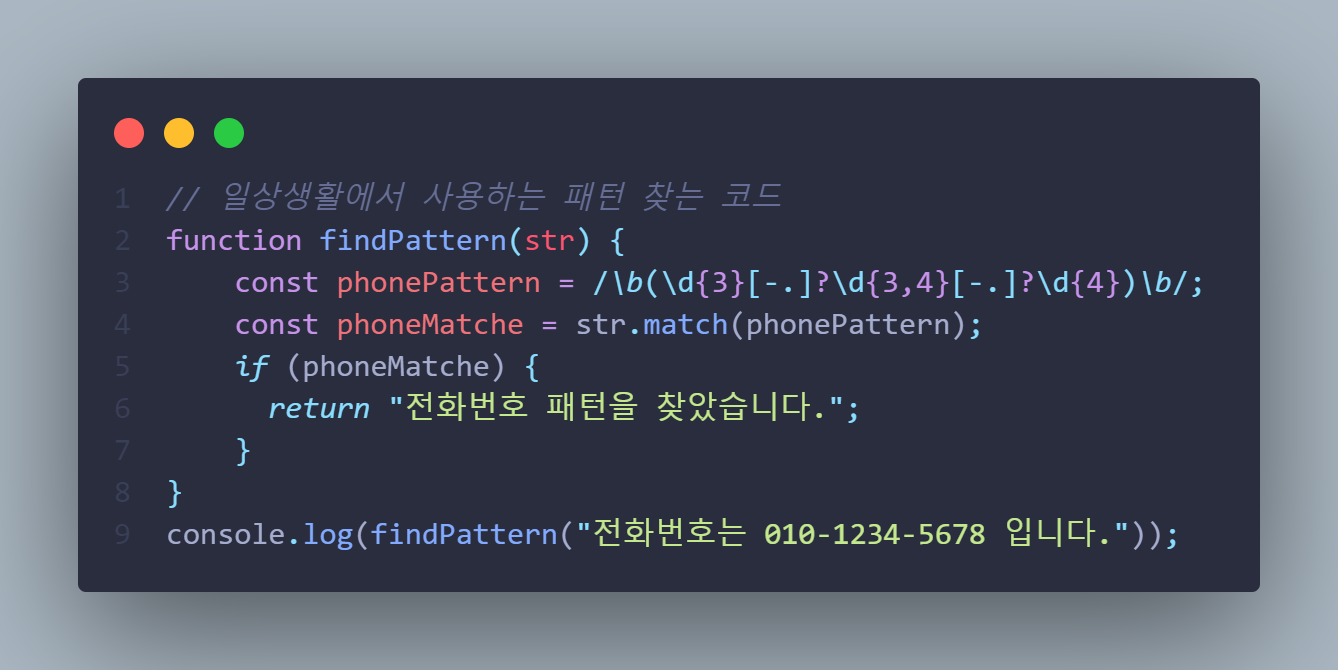 1 // 일상생활에서 사용하는 패턴 찾는 코드
2 function findPattern(str) {
3     const phonePattern = /\b(\d{3}[-.]?\d{3,4}[-.]?\d{4})\b/;
4     const phoneMatche = str.match(phonePattern);
5     if (phoneMatche) {
6       return "전화번호 패턴을 찾았습니다.";
7     }
8 }
9 console.log(findPattern("전화번호는 010-1234-5678 입니다."));